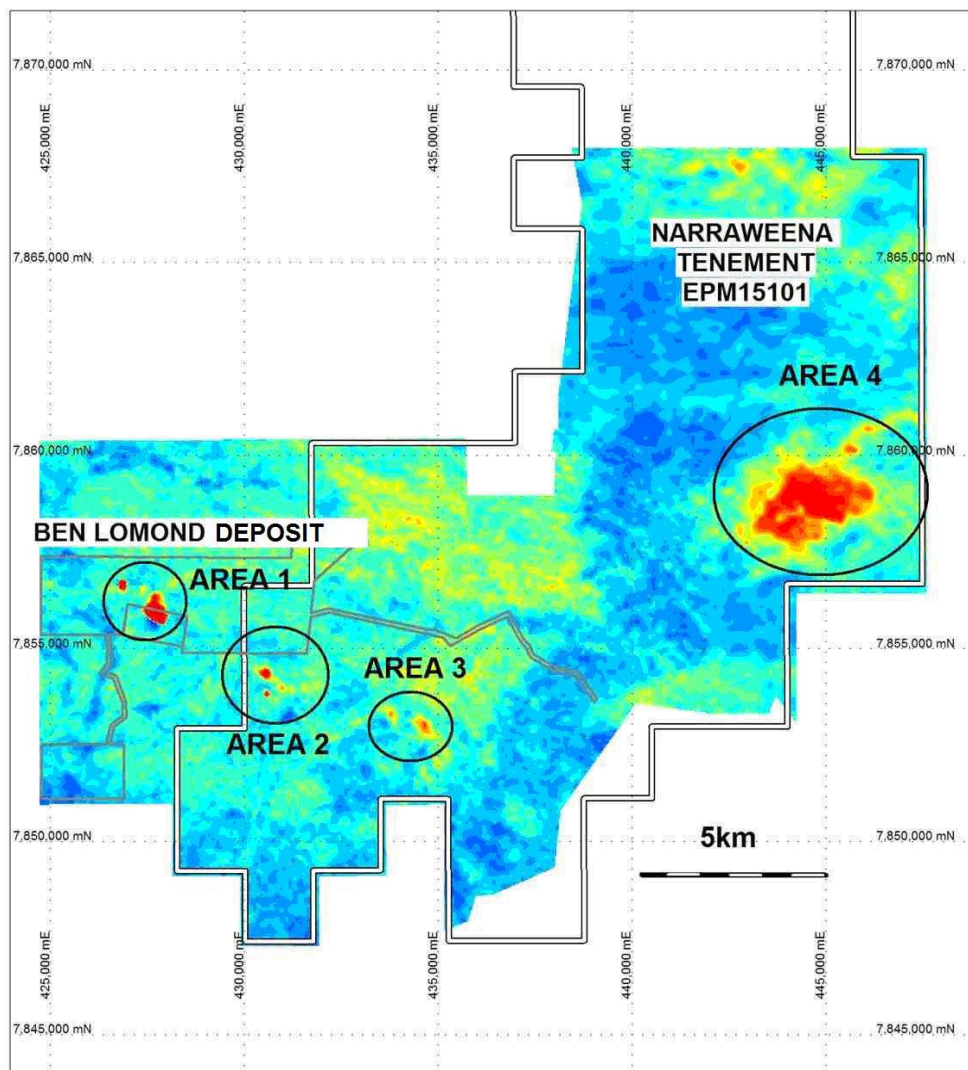 7,870,000 mN
7,870,000 mN
425,000 mE
430,000 mE
435,000 mE
440,000 mE
445,000 mE
NARRAWEENA
TENEMENT
EPM15101
7,865,000 mN
7,865,000 mN
AREA 4
7,860,000 mN
7,860,000 mN
BEN LOMOND DEPOSIT
AREA 1
7,855,000 mN
7,855,000 mN
AREA 3
AREA 2
7,850,000 mN
7,850,000 mN
5km
425,000 mE
430,000 mE
435,000 mE
440,000 mE
445,000 mE
7,845,000 mN
7,845,000 mN